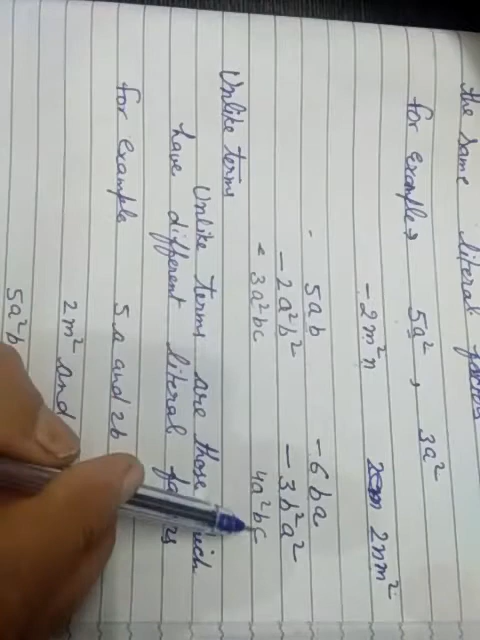 the same literal
for example → 5a² , 3a²
-2m²n 2nm²
5ab -6ba
-2a²b² -3b²a²
3a²bc 4a²bc
Unlike terms
Unlike terms are those
have different literal
for example 5a and 2b
2m² and
5a²b